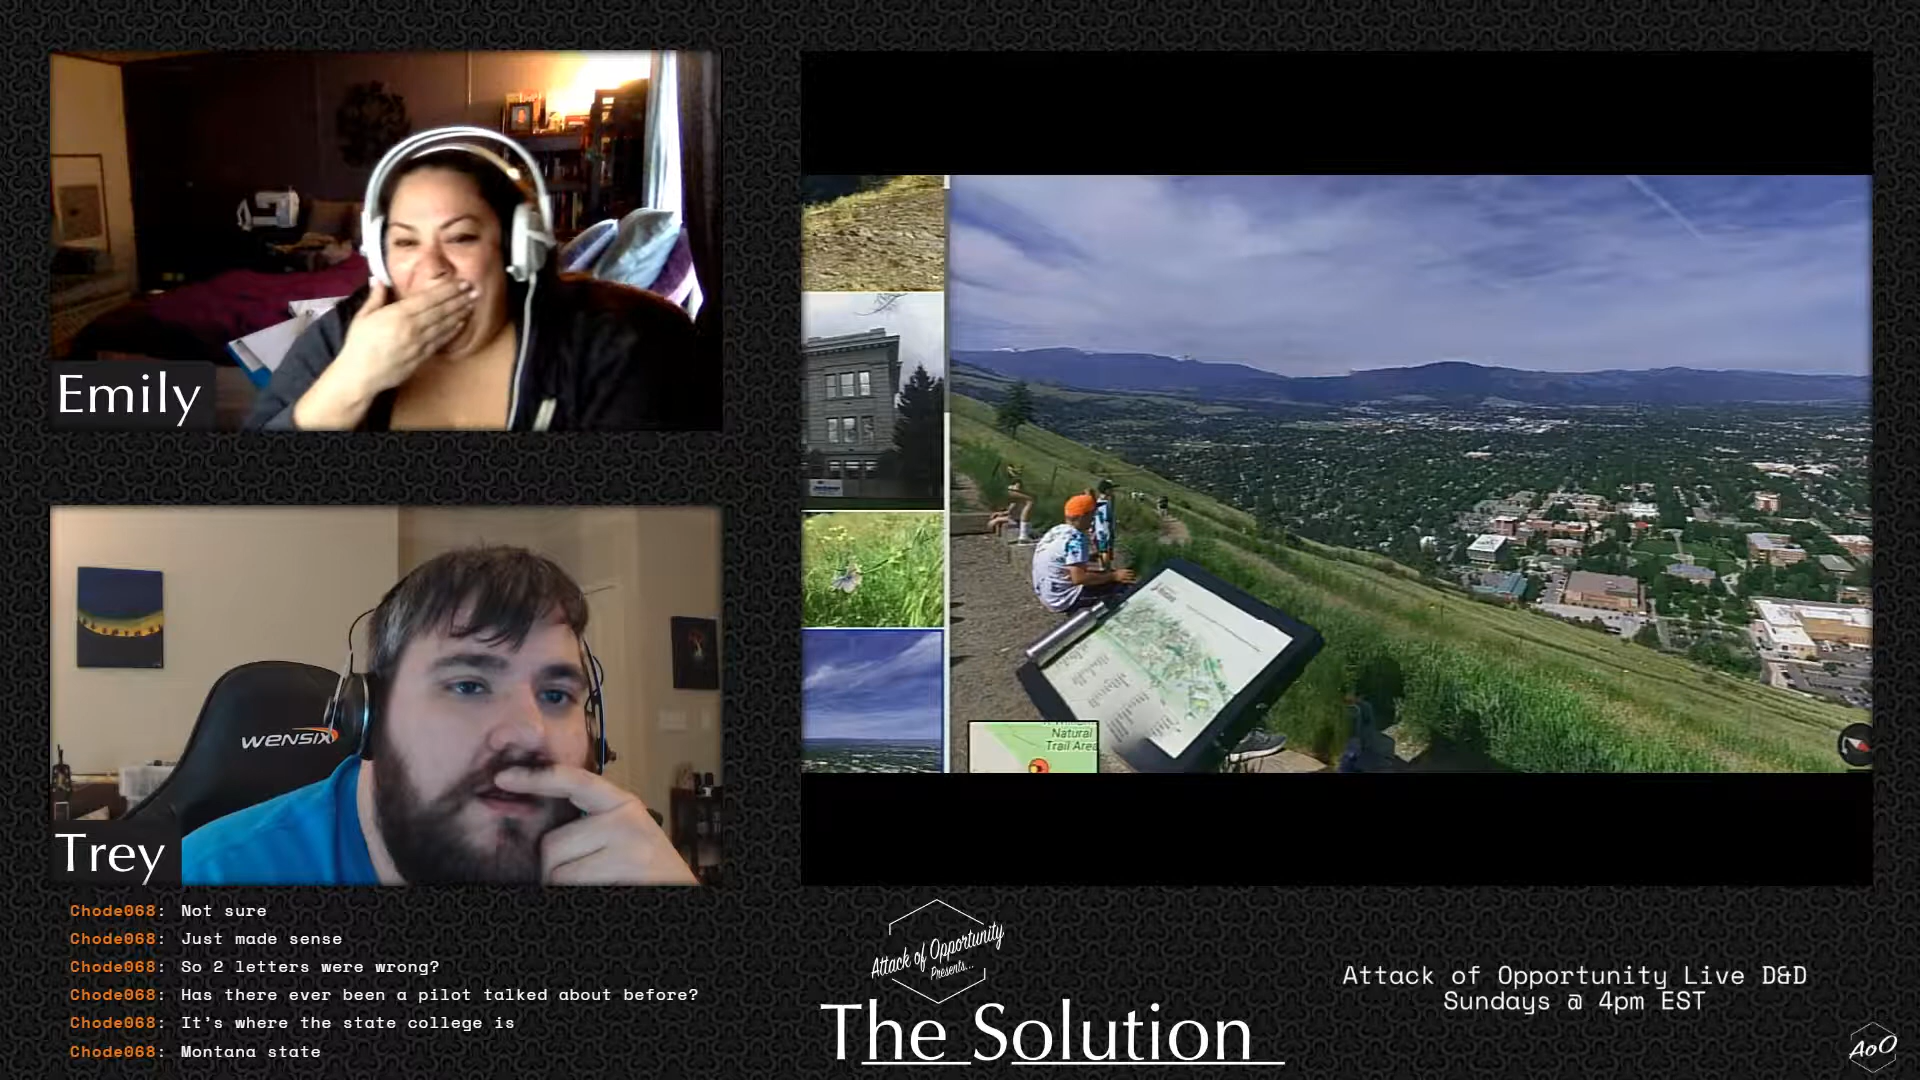 Emily
WENSIX
Trey
Natural
Trail Area
Chode068: Not sure
Chode068: Just made sense
Chode068: So 2 letters were wrong?
Chode068: Has there ever been a pilot talked about before?
Chode068: It's where the state college is
Chode068: Montana state
Attack of Opportunity
Presents...
The Solution
Attack of Opportunity Live D&D
Sundays @ 4pm EST
AoO